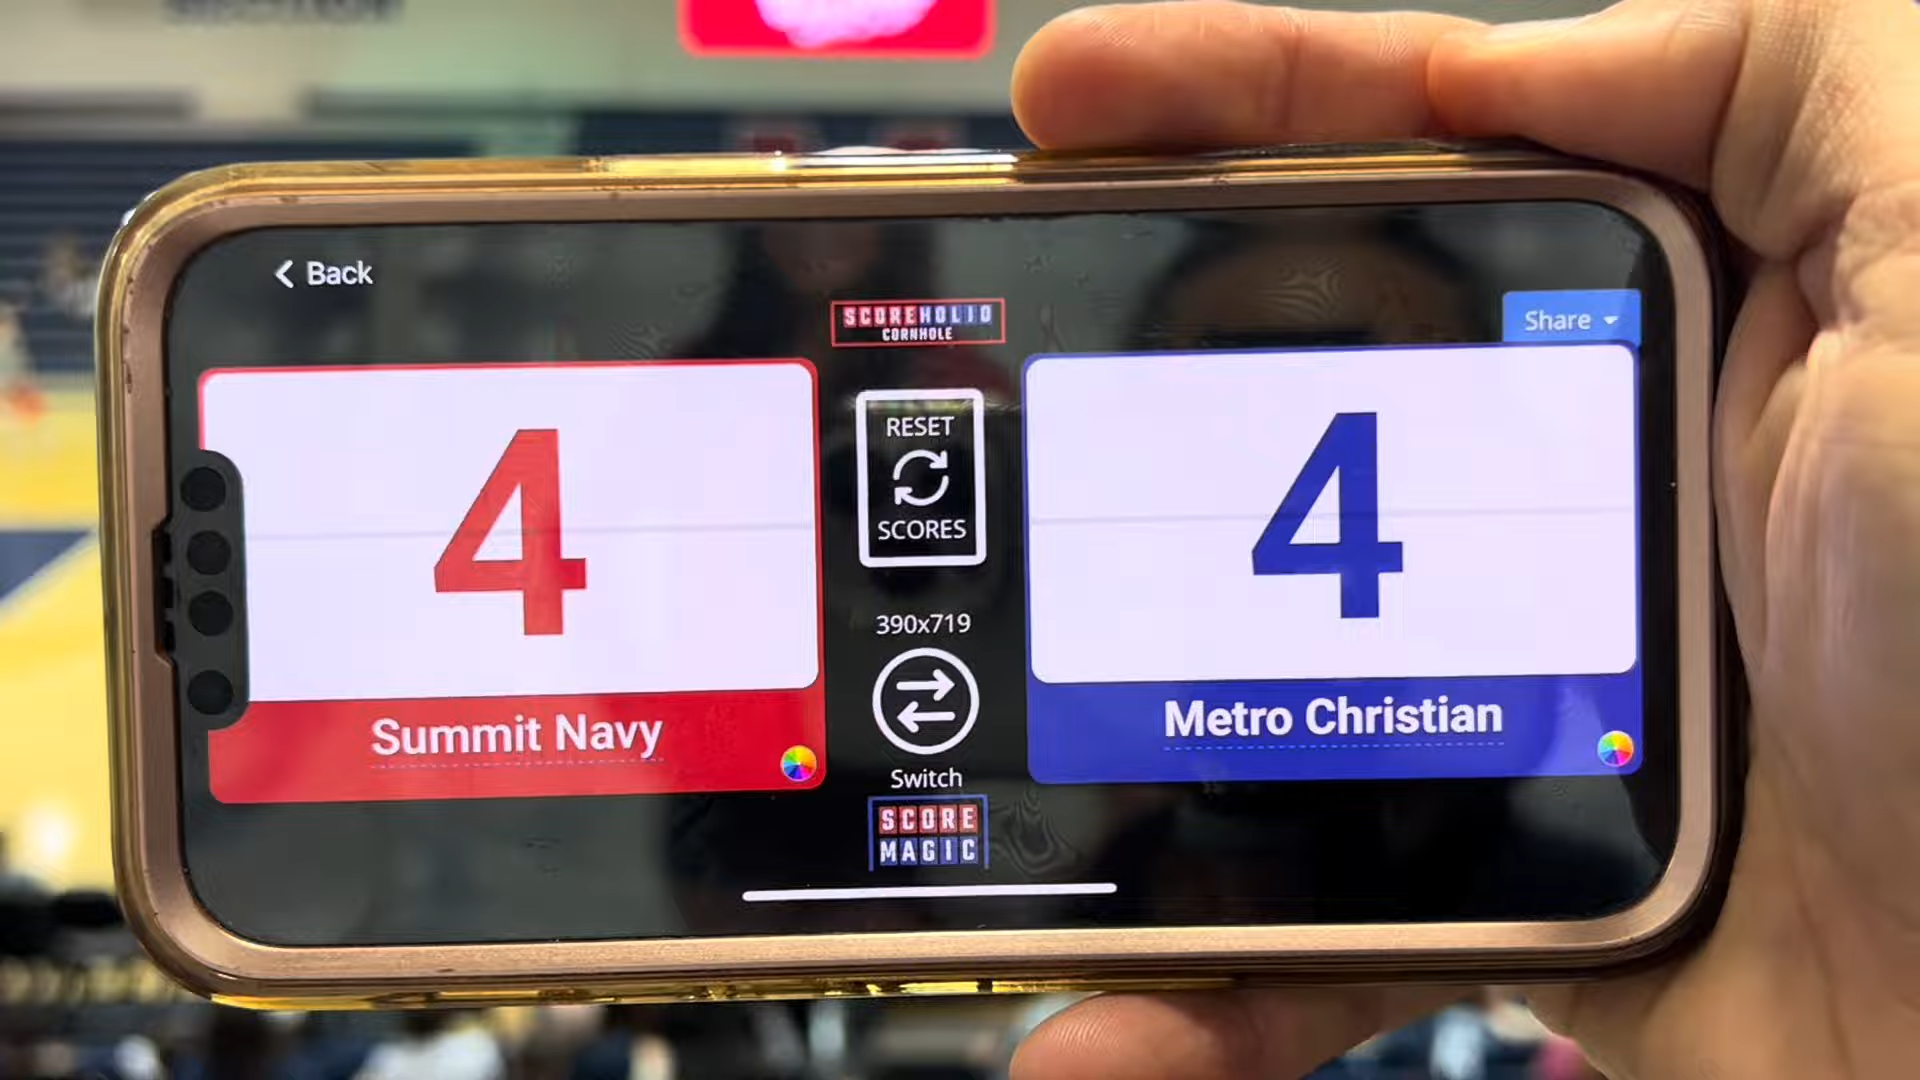 Back
SCOREHOLIO
CORNHOLE
Share
4
RESET
SCORES
4
390x719
Summit Navy
Metro Christian
Switch
SCORE
MAGIC